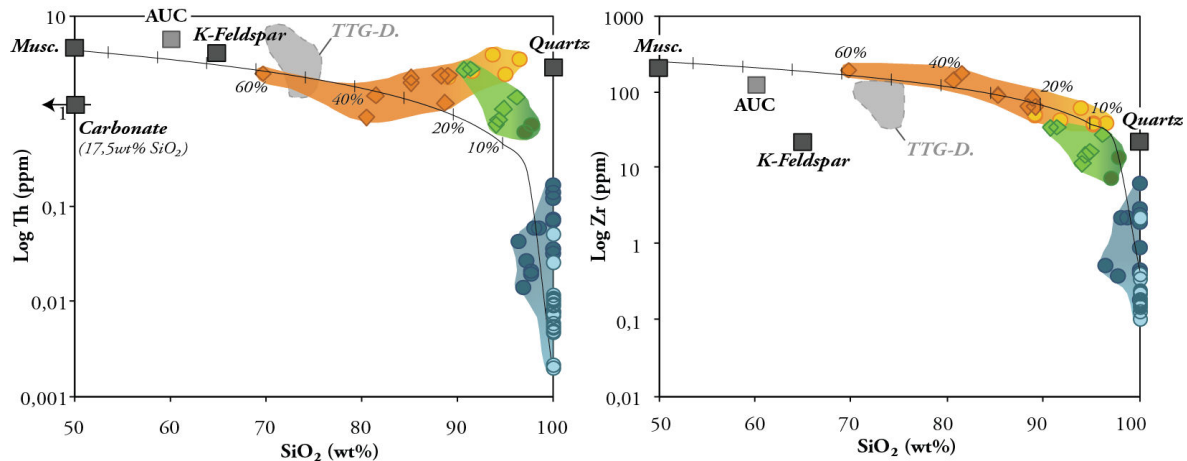 10
1
0,1
0,01
0,001
Log Th (ppm)
Musc.
AUC
K-Feldspar
TTG-D.
Quartz
Carbonate
(17,5wt% SiO₂)
60%
40%
20%
10%
50
60
70
80
90
100
SiO₂ (wt%)
1000
100
10
1
0,1
0,01
Log Zr (ppm)
Musc.
AUC
K-Feldspar
TTG-D.
Quartz
60%
40%
20%
10%
50
60
70
80
90
100
SiO₂ (wt%)